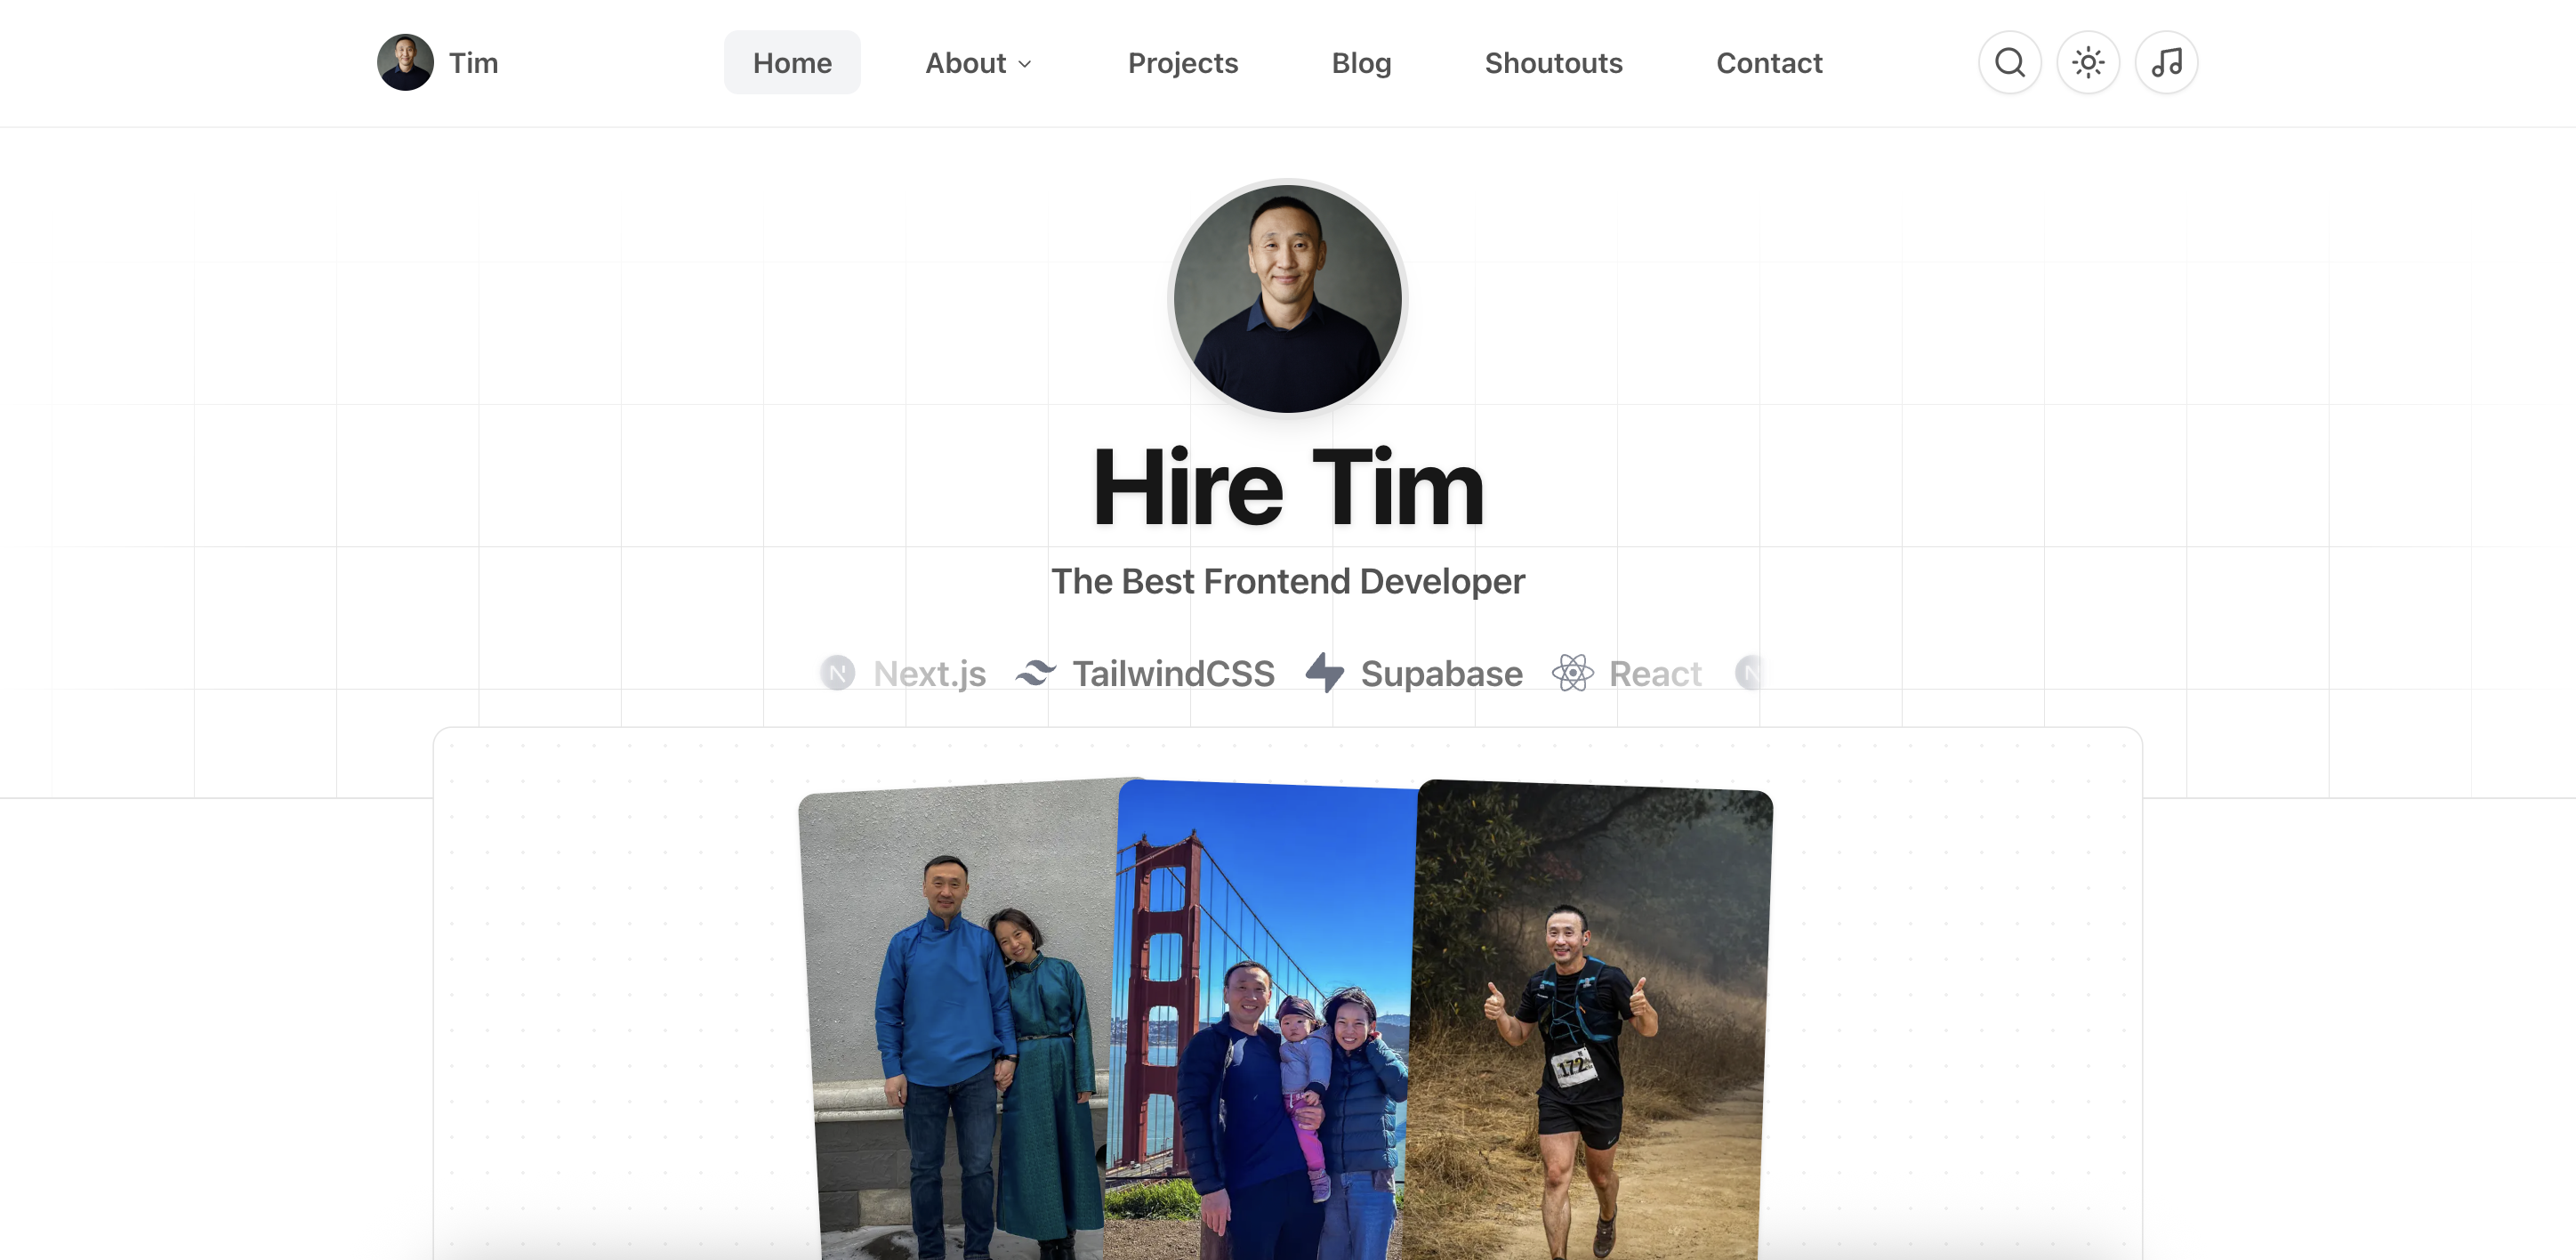 Tim
Home
About
Projects
Blog
Shoutouts
Contact
Hire Tim
The Best Frontend Developer
N Next.js TailwindCSS Supabase React N
172